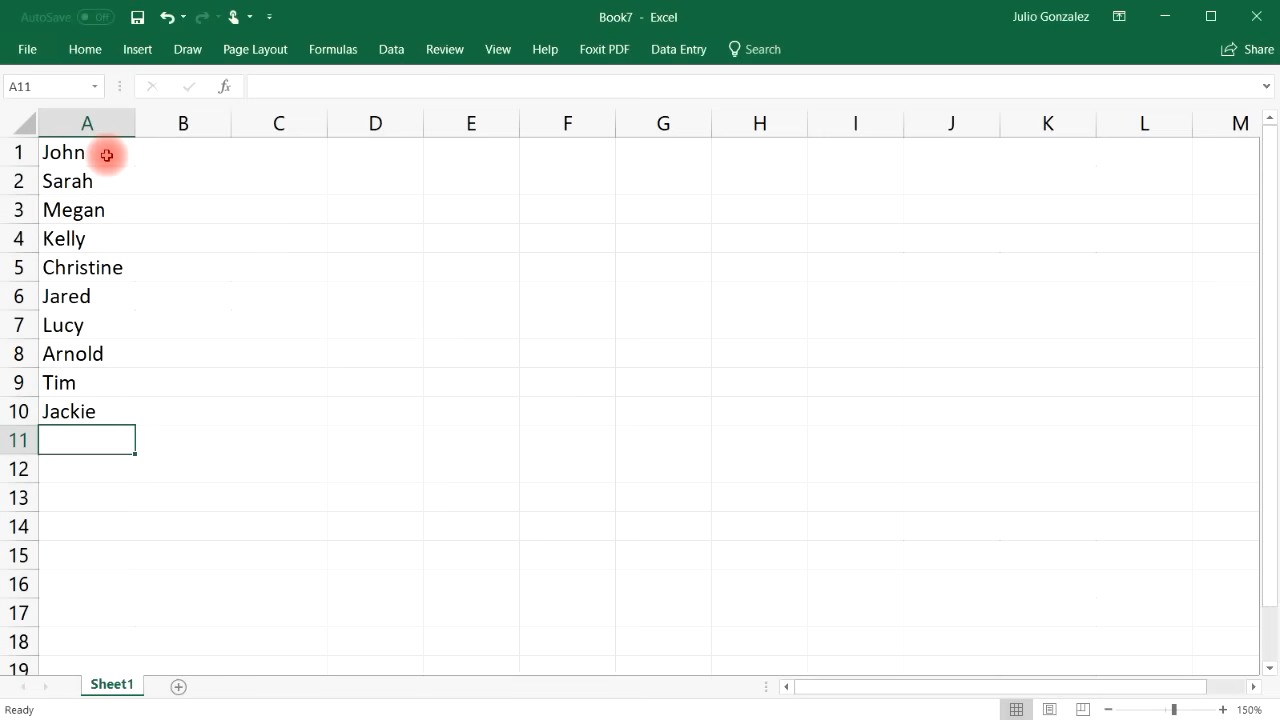 AutoSave Off Book7 - Excel Julio Gonzalez
File Home Insert Draw Page Layout Formulas Data Review View Help Foxit PDF Data Entry Search Share
A11 fx
A B C D E F G H I J K L M
1 John
2 Sarah
3 Megan
4 Kelly
5 Christine
6 Jared
7 Lucy
8 Arnold
9 Tim
10 Jackie
11
12
13
14
15
16
17
18
19
Sheet1
Ready 150%